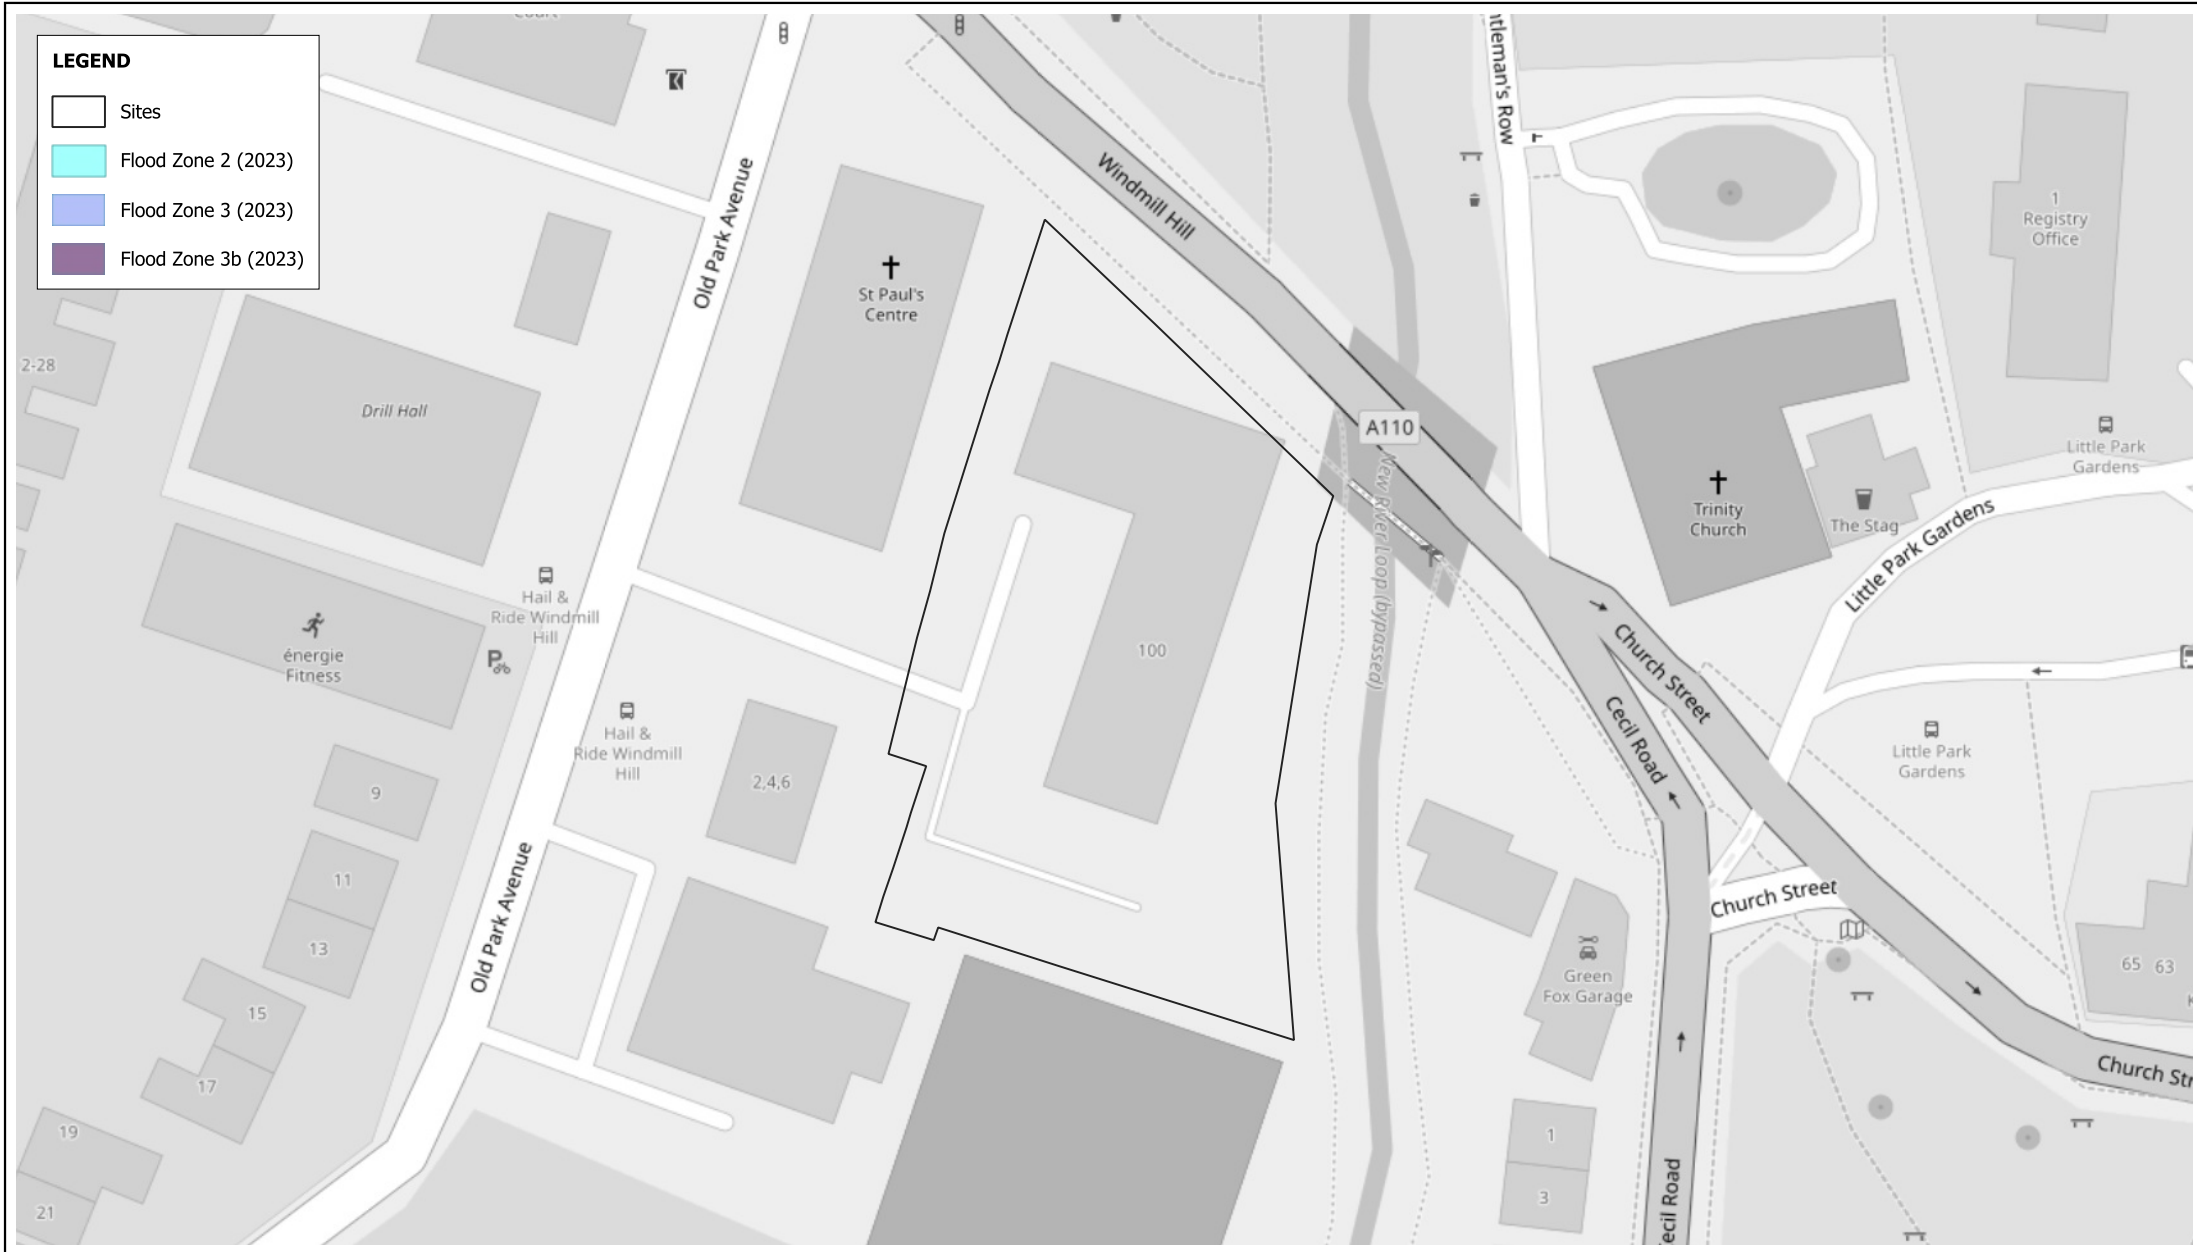 LEGEND
Sites
Flood Zone 2 (2023)
Flood Zone 3 (2023)
Flood Zone 3b (2023)
Old Park Avenue
Windmill Hill
tleman's Row
1
Registry
Office
St Paul's
Centre
2-28
Drill Hall
A110
New River Loop (bypassed)
Trinity
Church
The Stag
Little Park
Gardens
Little Park Gardens
Hail &
Ride Windmill
Hill
énergie
Fitness
P
100
Church Street
Cecil Road
Hail &
Ride Windmill
Hill
2,4,6
Little Park
Gardens
9
11
13
Old Park Avenue
15
17
19
21
Church Street
Green
Fox Garage
65 63
Church Str
1
3
ecil Road